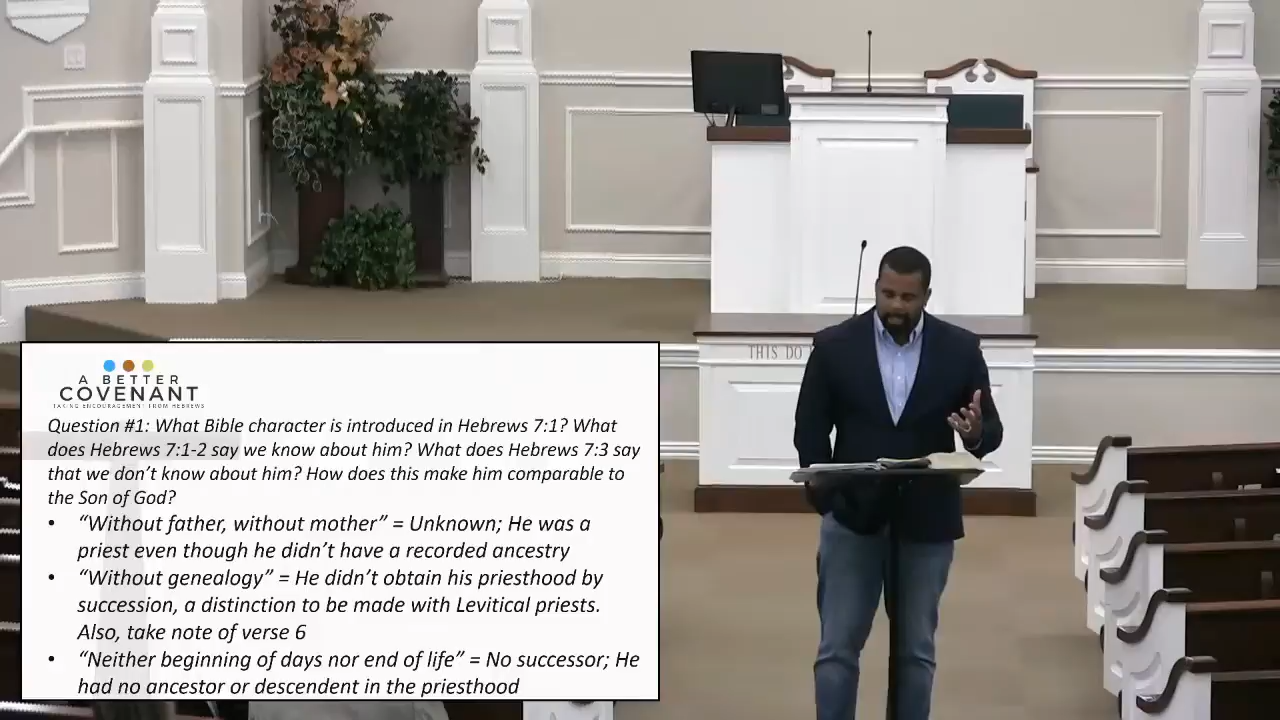 A BETTER
COVENANT
TAKING ENCOURAGEMENT FROM HEBREWS
Question #1: What Bible character is introduced in Hebrews 7:1? What
does Hebrews 7:1-2 say we know about him? What does Hebrews 7:3 say
that we don’t know about him? How does this make him comparable to
the Son of God?
• “Without father, without mother” = Unknown; He was a
priest even though he didn’t have a recorded ancestry
• “Without genealogy” = He didn’t obtain his priesthood by
succession, a distinction to be made with Levitical priests.
Also, take note of verse 6
• “Neither beginning of days nor end of life” = No successor; He
had no ancestor or descendent in the priesthood
THIS DO